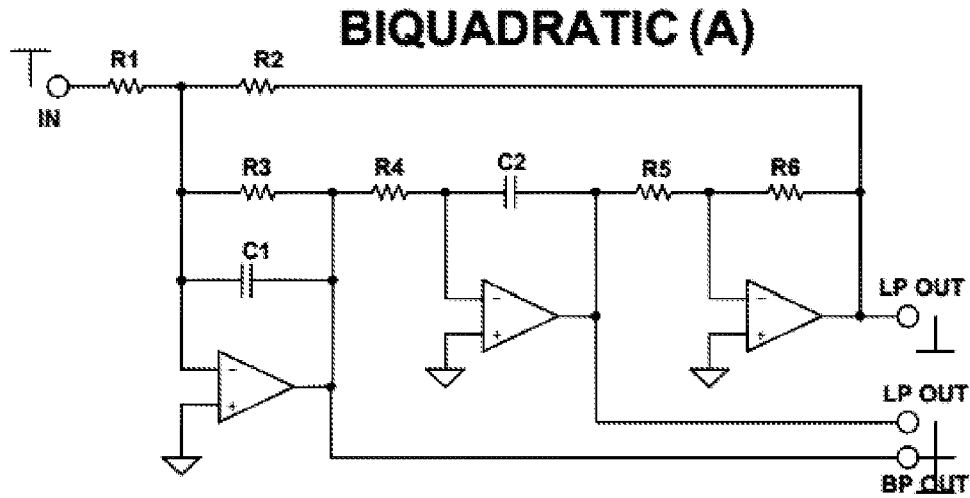 BIQUADRATIC (A)
R1 R2
IN
R3 R4 C2 R5 R6
C1
LP OUT
- +
- +
- +
LP OUT
BP OUT